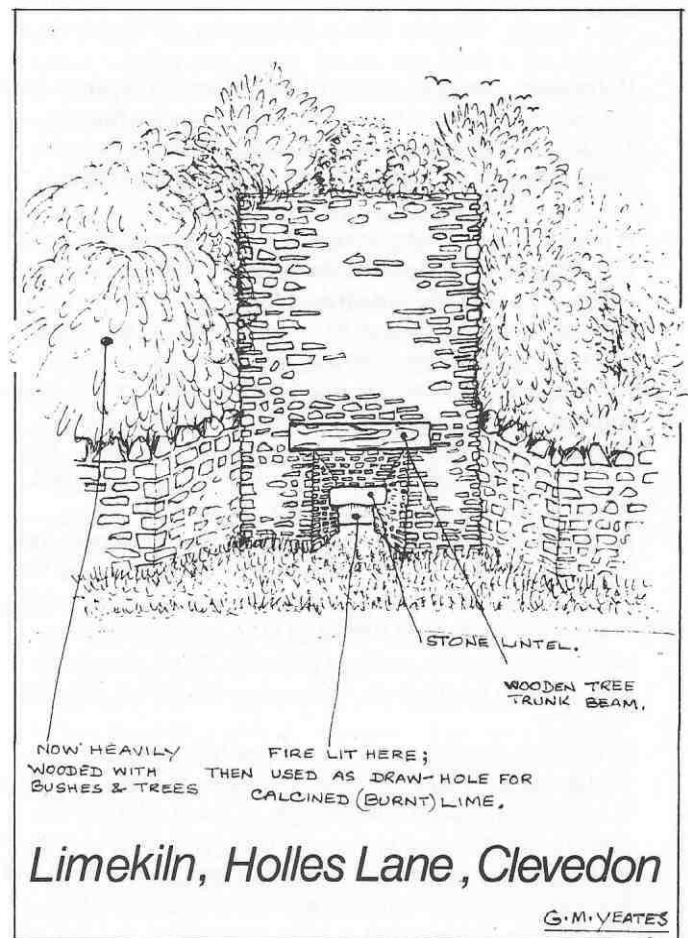 STONE LINTEL.
WOODEN TREE
TRUNK BEAM.
NOW HEAVILY
WOODED WITH
BUSHES & TREES
FIRE LIT HERE;
THEN USED AS DRAW-HOLE FOR
CALCINED (BURNT) LIME.
Limekiln, Holles Lane, Clevedon
G.M. YEATES